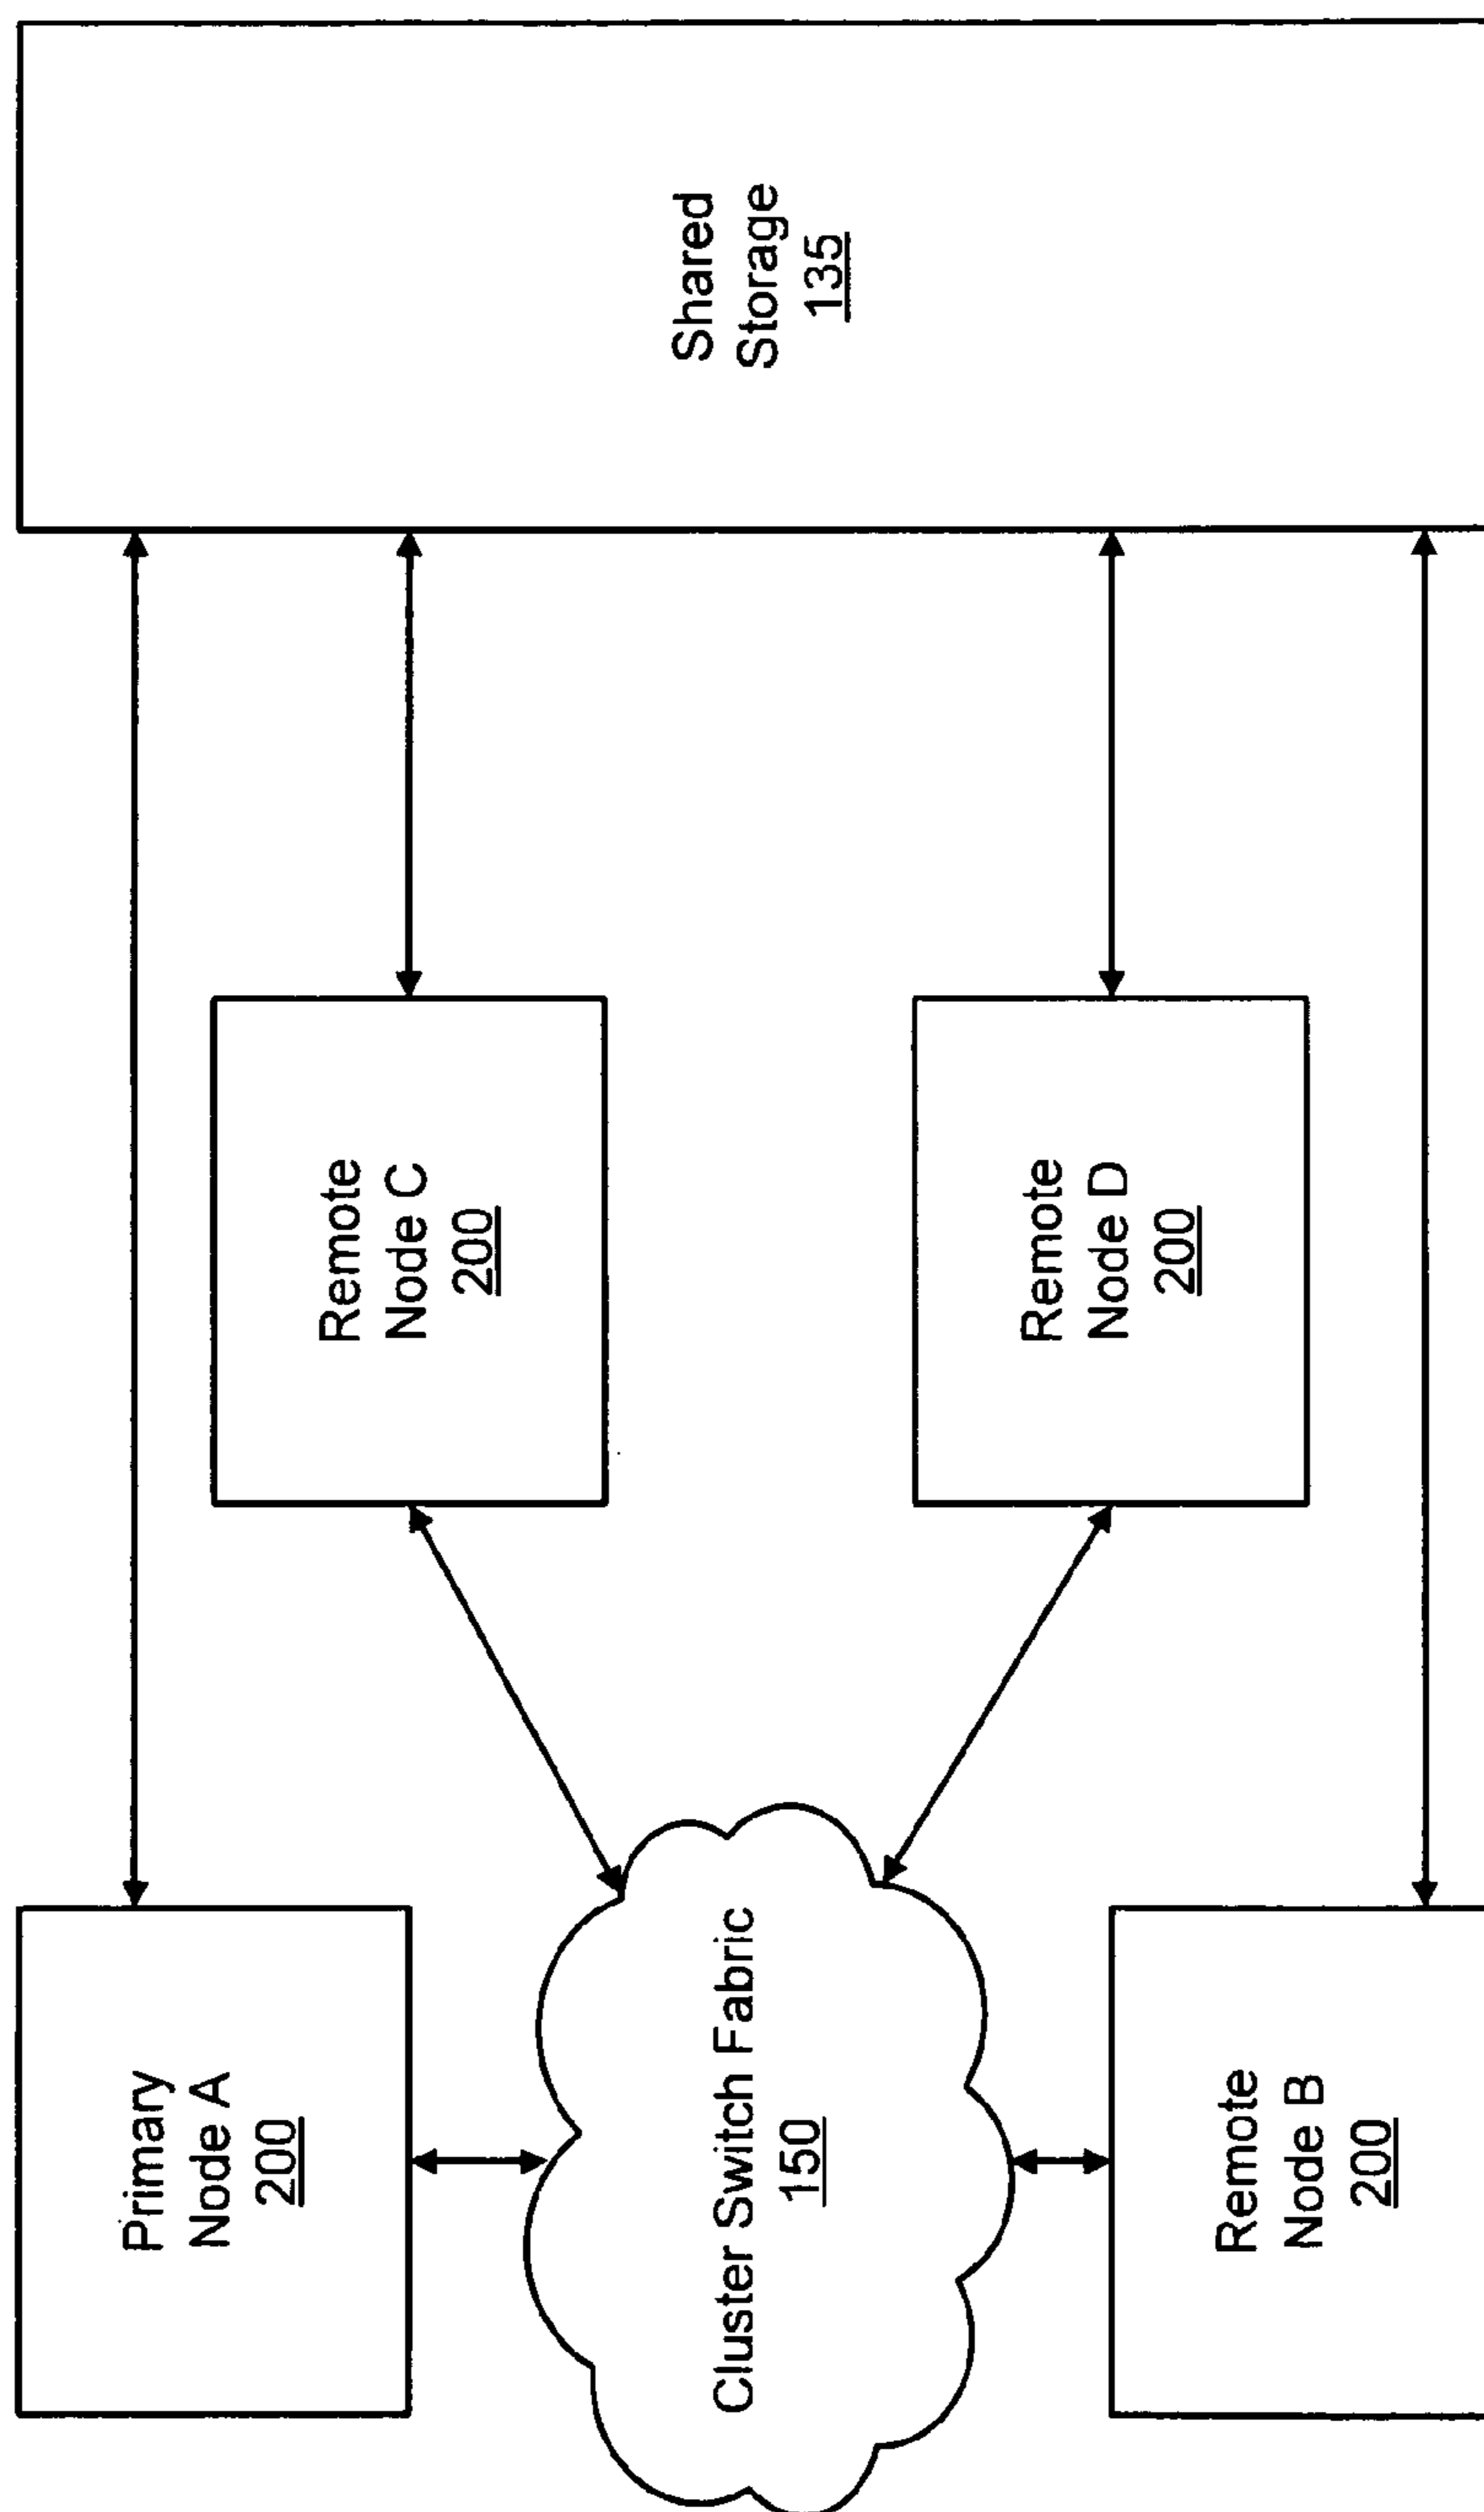 Primary
Node A
200
Remote
Node C
200
Shared
Storage
135
Cluster Switch Fabric
150
Remote
Node D
200
Remote
Node B
200